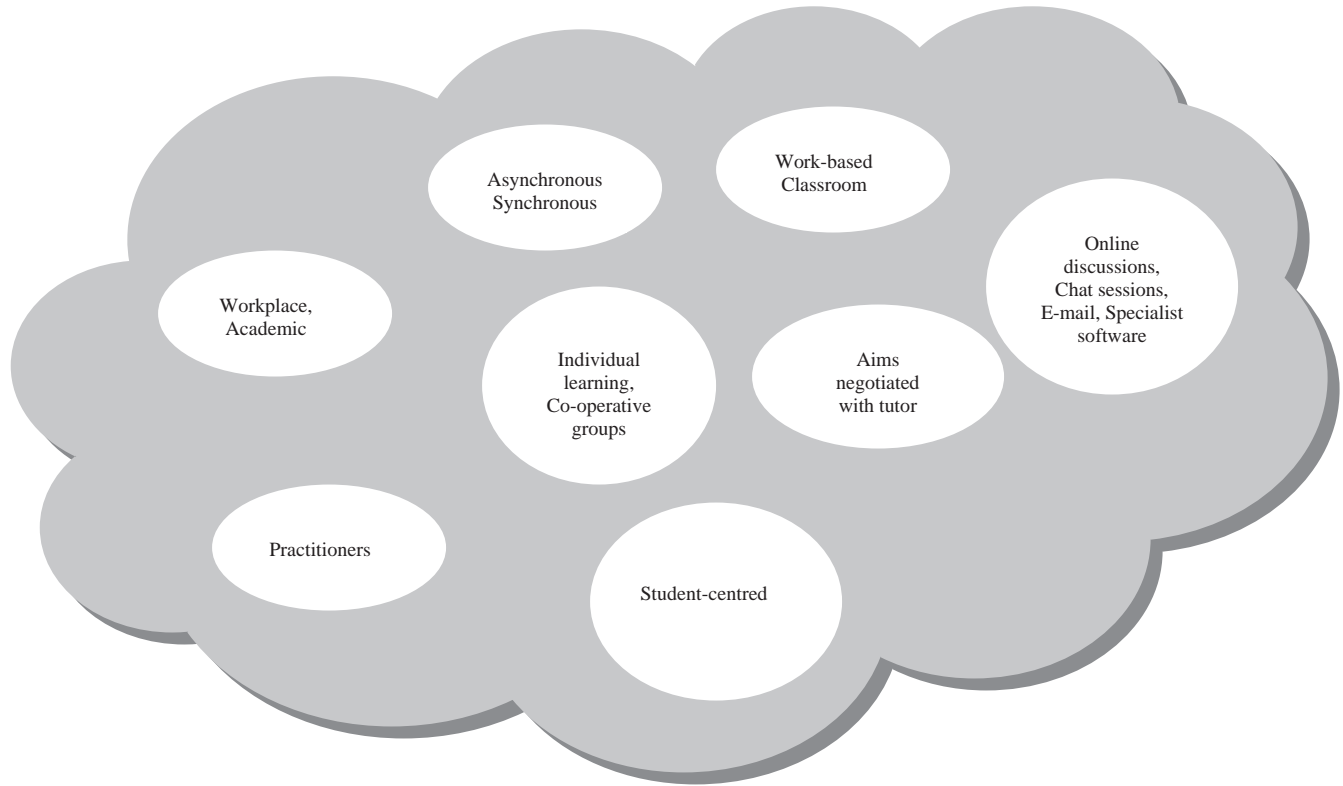 Asynchronous
Synchronous
Work-based
Classroom
Online
discussions,
Chat sessions,
E-mail, Specialist
software
Workplace,
Academic
Individual
learning,
Co-operative
groups
Aims
negotiated
with tutor
Practitioners
Student-centred